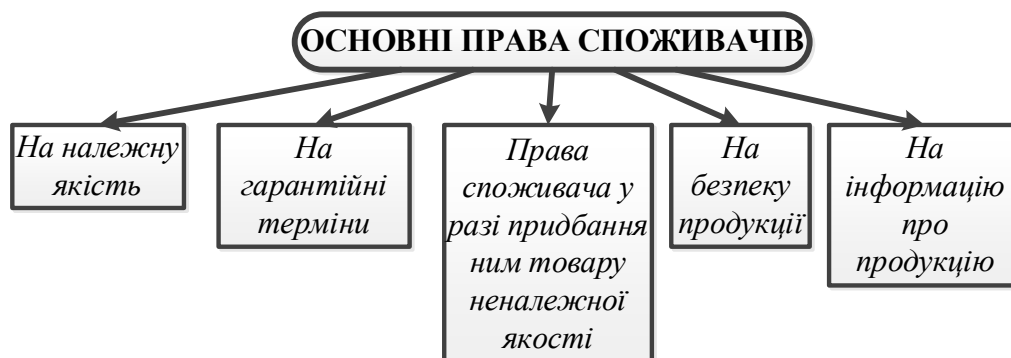 ОСНОВНІ ПРАВА СПОЖИВАЧІВ
На належну
якість
На
гарантійні
терміни
Права
споживача у
разі придбання
ним товару
неналежної
якості
На
безпеку
продукції
На
інформацію
про
продукцію